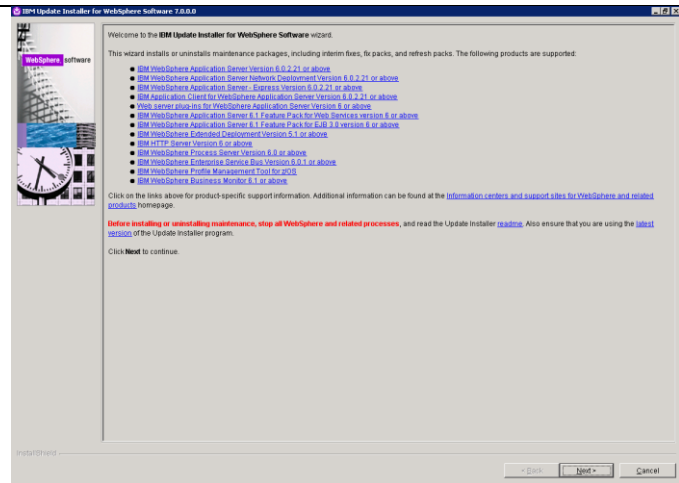 IBM Update Installer for WebSphere Software 7.0.0.0
WebSphere software
Welcome to the IBM Update Installer for WebSphere Software wizard.
This wizard installs or uninstalls maintenance packages, including interim fixes, fix packs, and refresh packs. The following products are supported:
IBM WebSphere Application Server Version 6.0.2.21 or above
IBM WebSphere Application Server Network Deployment Version 6.0.2.21 or above
IBM WebSphere Application Server - Express Version 6.0.2.21 or above
IBM Application Client for WebSphere Application Server Version 6.0.2.21 or above
Web server plug-ins for WebSphere Application Server Version 6 or above
IBM WebSphere Application Server 6.1 Feature Pack for Web Services version 6 or above
IBM WebSphere Application Server 6.1 Feature Pack for EJB 3.0 version 6 or above
IBM WebSphere Extended Deployment Version 5.1 or above
IBM HTTP Server Version 6 or above
IBM WebSphere Process Server Version 6.0 or above
IBM WebSphere Enterprise Service Bus Version 6.0.1 or above
IBM WebSphere Profile Management Tool for z/OS
IBM WebSphere Business Monitor 6.1 or above
Click on the links above for product-specific support information. Additional information can be found at the Information centers and support sites for WebSphere and related
products homepage.
Before installing or uninstalling maintenance, stop all WebSphere and related processes, and read the Update Installer readme. Also ensure that you are using the latest
version of the Update Installer program.
Click Next to continue.
InstallShield
< Back Next > Cancel